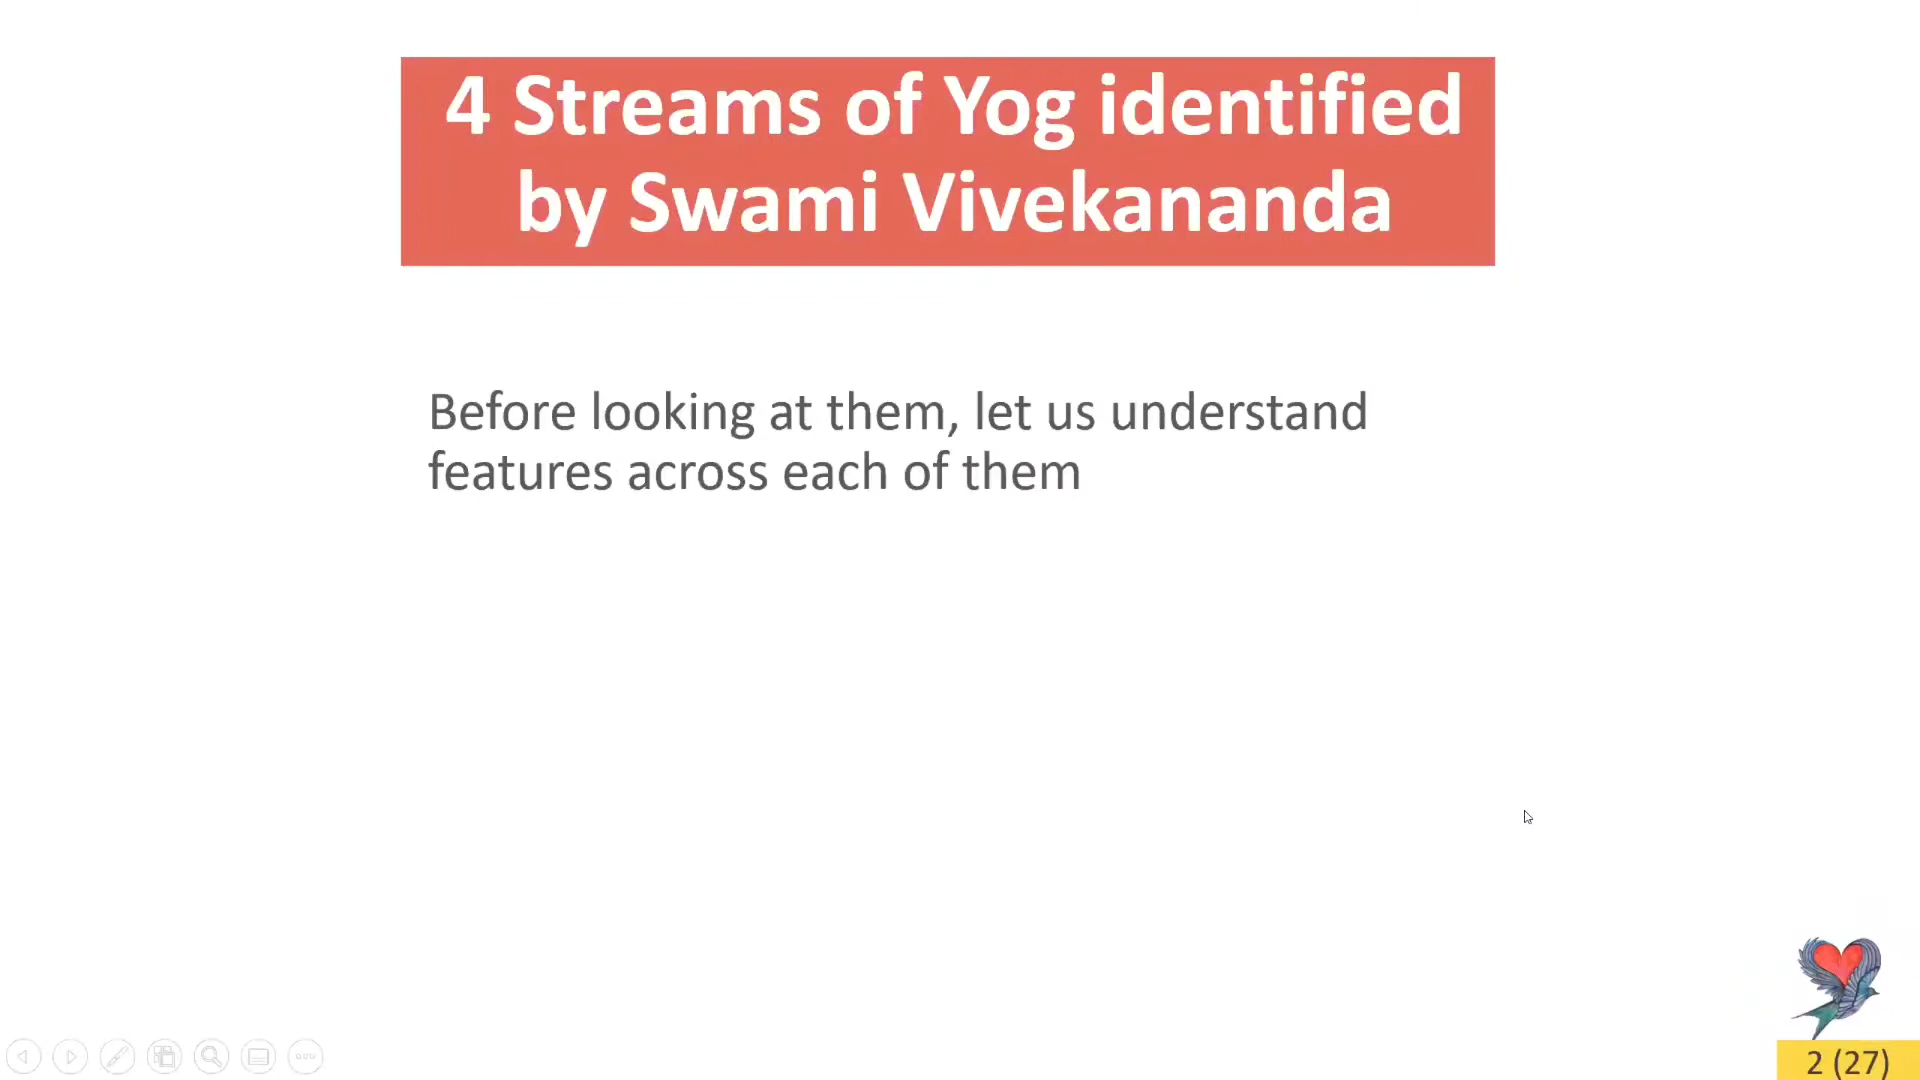 4 Streams of Yog identified
by Swami Vivekananda
Before looking at them, let us understand
features across each of them
2 (27)